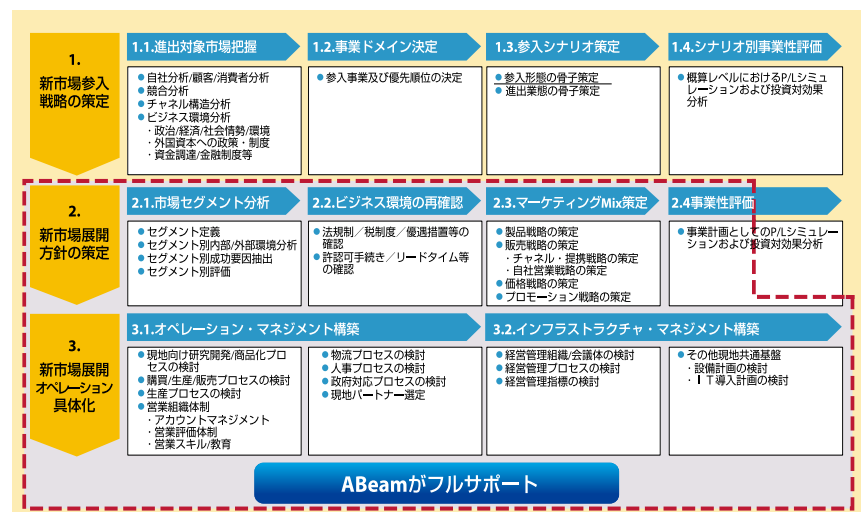 1.
新市場参入
戦略の策定
1.1.進出対象市場把握
●自社分析/顧客/消費者分析
●競合分析
●チャネル構造分析
●ビジネス環境分析
・政治/経済/社会情勢/環境
・外国資本への政策・制度
・資金調達/金融制度等
1.2.事業ドメイン決定
●参入事業及び優先順位の決定
1.3.参入シナリオ策定
●参入形態の骨子策定
●進出業態の骨子策定
1.4.シナリオ別事業性評価
●概算レベルにおけるP/Lシミュ
レーションおよび投資対効果
分析
2.
新市場展開
方針の策定
2.1.市場セグメント分析
●セグメント定義
●セグメント別内部/外部環境分析
●セグメント別成功要因抽出
●セグメント別評価
2.2.ビジネス環境の再確認
●法規制／税制度／優遇措置等の
確認
●許認可手続き／リードタイム等
の確認
2.3.マーケティングMix策定
●製品戦略の策定
●販売戦略の策定
・チャネル・提携戦略の策定
・自社営業戦略の策定
●価格戦略の策定
●プロモーション戦略の策定
2.4事業性評価
●事業計画としてのP/Lシミュレー
ションおよび投資対効果分析
3.
新市場展開
オペレーション
具体化
3.1.オペレーション・マネジメント構築
●現地向け研究開発/商品化プロ
セスの検討
●購買/生産/販売プロセスの検討
●生産プロセスの検討
●営業組織体制
・アカウントマネジメント
・営業評価体制
・営業スキル/教育
●物流プロセスの検討
●人事プロセスの検討
●政府対応プロセスの検討
●現地パートナー選定
3.2.インフラストラクチャ・マネジメント構築
●経営管理組織/会議体の検討
●経営管理プロセスの検討
●経営管理指標の検討
●その他現地共通基盤
・設備計画の検討
・ＩＴ導入計画の検討
ABeamがフルサポート